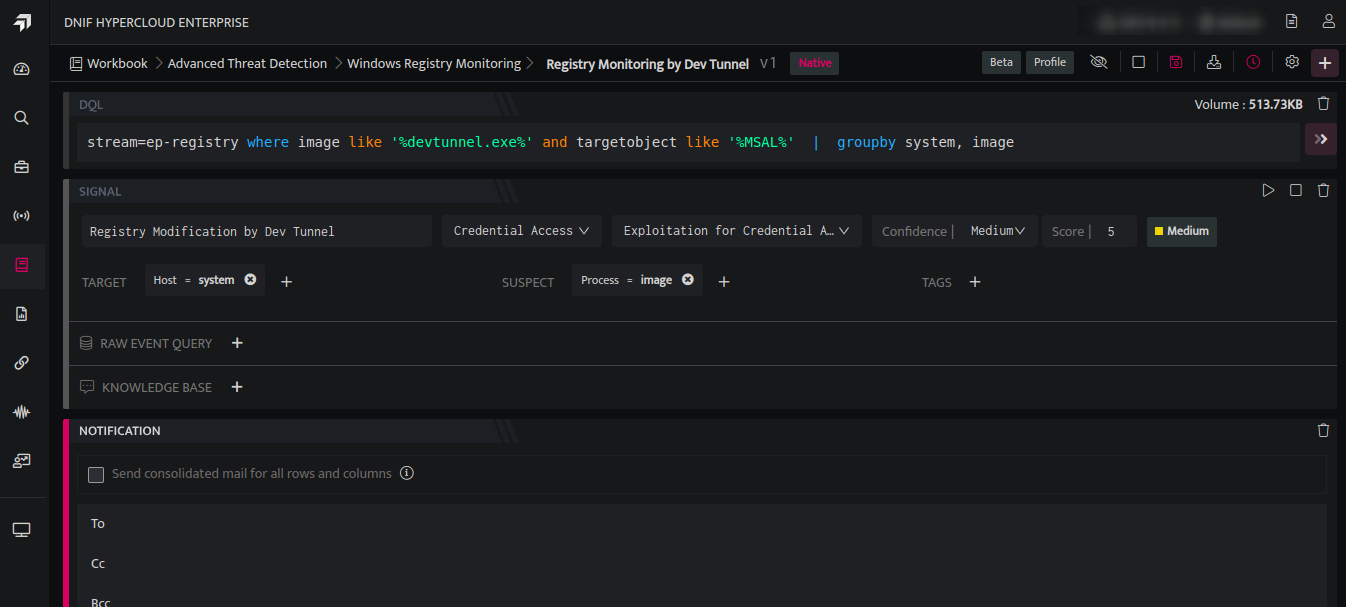 DNIF HYPERCLOUD ENTERPRISE
Workbook > Advanced Threat Detection > Windows Registry Monitoring > Registry Monitoring by Dev Tunnel v1 Native Beta Profile
DQL Volume : 513.73KB
stream=ep-registry where image like '%devtunnel.exe%' and targetobject like '%MSAL%' | groupby system, image
SIGNAL
Registry Modification by Dev Tunnel Credential Access Exploitation for Credential A… Confidence | Medium Score | 5 Medium
TARGET Host = system + SUSPECT Process = image + TAGS +
RAW EVENT QUERY +
KNOWLEDGE BASE +
NOTIFICATION
Send consolidated mail for all rows and columns
To
Cc
Bcc